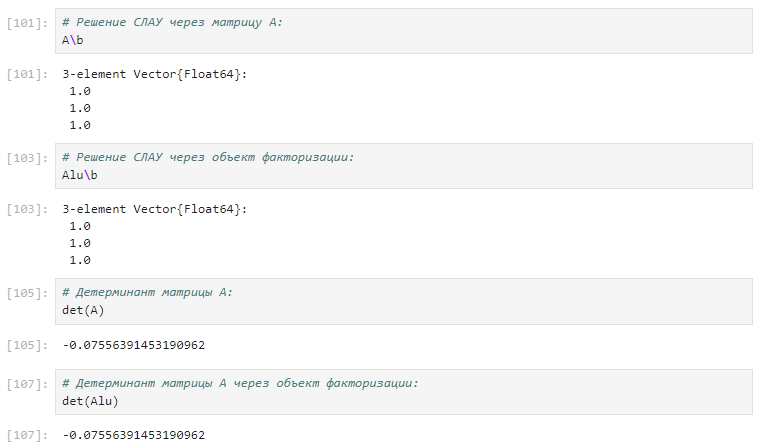 [101]: # Решение СЛАУ через матрицу A:
A\b
[101]: 3-element Vector{Float64}:
1.0
1.0
1.0
[103]: # Решение СЛАУ через объект факторизации:
Alu\b
[103]: 3-element Vector{Float64}:
1.0
1.0
1.0
[105]: # Детерминант матрицы A:
det(A)
[105]: -0.07556391453190962
[107]: # Детерминант матрицы A через объект факторизации:
det(Alu)
[107]: -0.07556391453190962